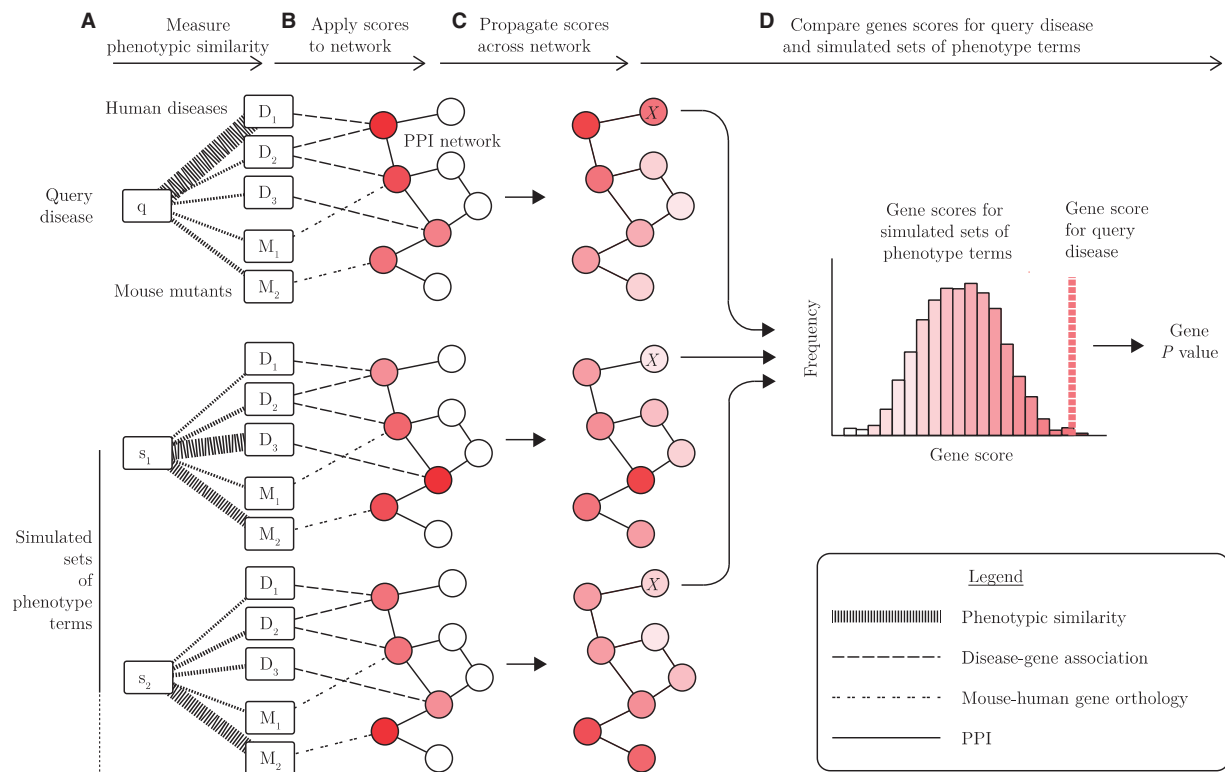 A
Measure
phenotypic similarity
B
Apply scores
to network
C
Propagate scores
across network
D
Compare genes scores for query disease
and simulated sets of phenotype terms
Human diseases
Query
disease
Mouse mutants
q
D₁
D₂
D₃
M₁
M₂
PPI network
X
Simulated
sets
of
phenotype
terms
s₁
D₁
D₂
D₃
M₁
M₂
X
s₂
D₁
D₂
D₃
M₁
M₂
X
Gene scores for
simulated sets of
phenotype terms
Gene score
for query
disease
Frequency
Gene score
Gene
P value
Legend
Phenotypic similarity
Disease-gene association
Mouse-human gene orthology
PPI